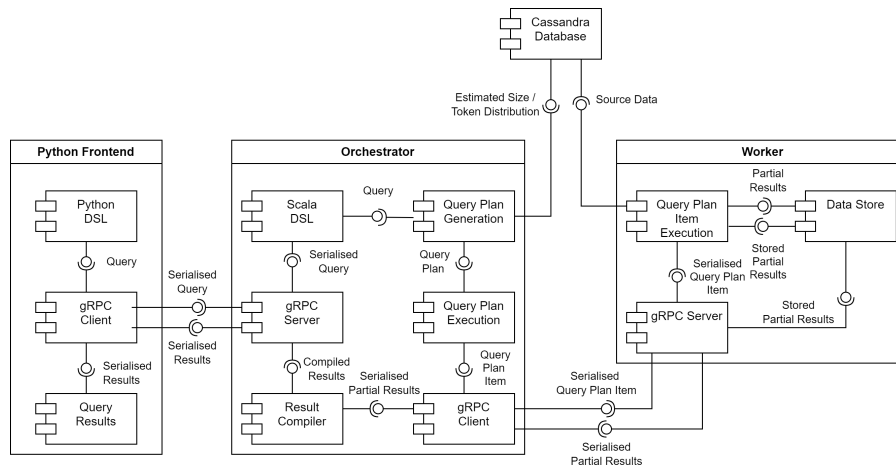 Cassandra
Database
Estimated Size /
Token Distribution
Source Data
Python Frontend
Orchestrator
Worker
Python
DSL
Query
gRPC
Client
Serialised
Results
Query
Results
Serialised
Query
Serialised
Results
Scala
DSL
Query
Query Plan
Generation
Serialised
Query
Query
Plan
gRPC
Server
Query Plan
Execution
Compiled
Results
Query
Plan
Item
Result
Compiler
Serialised
Partial Results
gRPC
Client
Serialised
Query Plan Item
Serialised
Partial Results
Query Plan
Item
Execution
Partial
Results
Data Store
Stored
Partial
Results
Serialised
Query Plan
Item
gRPC Server
Stored
Partial Results